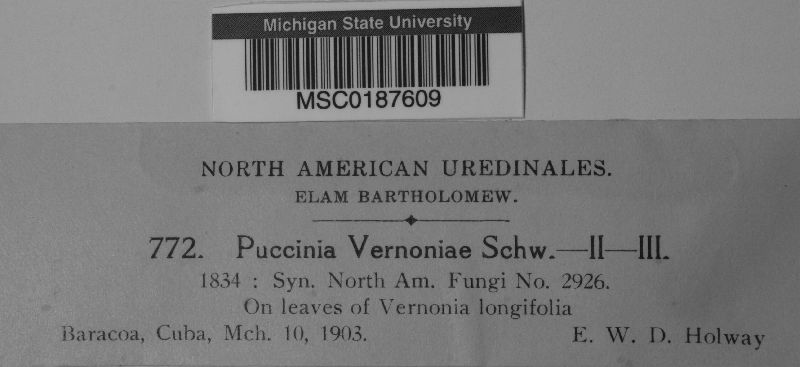 Michigan State University
MSC0187609
NORTH AMERICAN UREDINALES.
ELAM BARTHOLOMEW.
772. Puccinia Vernoniae Schw.—II—III.
1834 : Syn. North Am. Fungi No. 2926.
On leaves of Vernonia longifolia
Baracoa, Cuba, Mch. 10, 1903. E. W. D. Holway